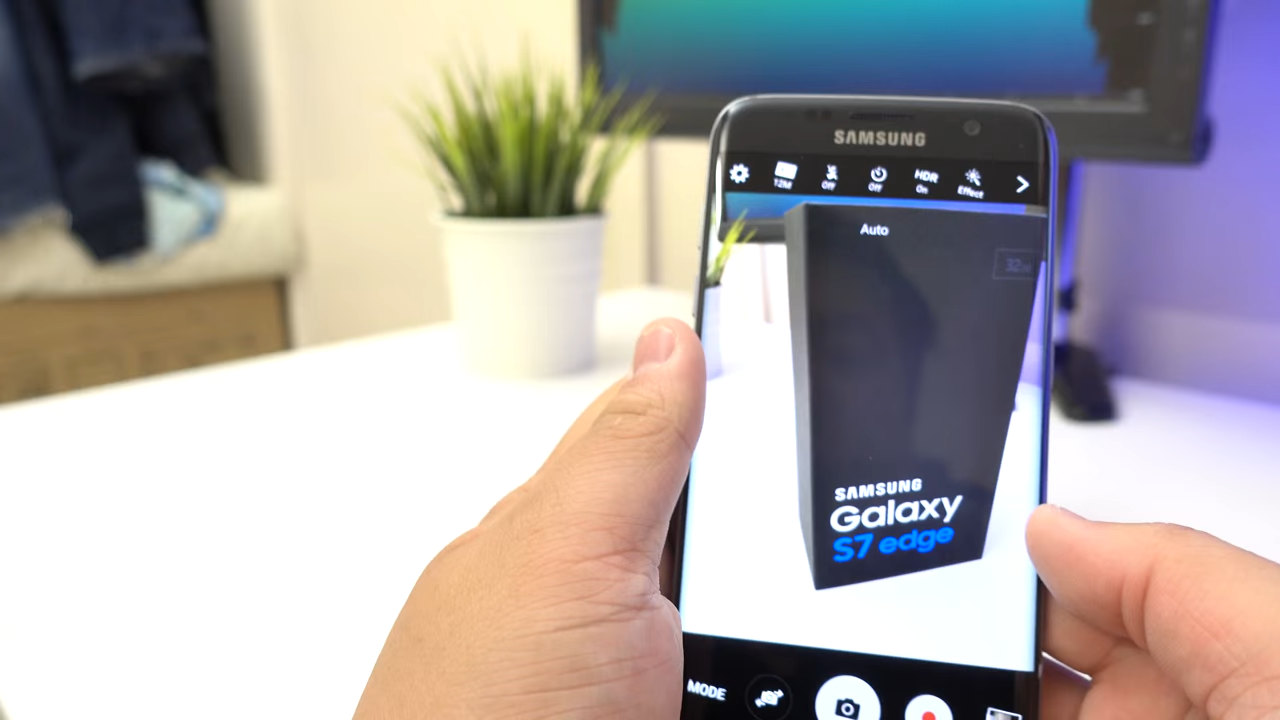 SAMSUNG
12M
Off
Off
HDR
On
Effect
Auto
SAMSUNG
Galaxy
S7 edge
MODE